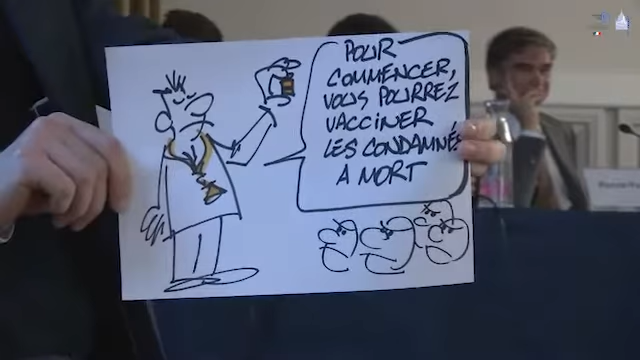 POUR
COMMENCER,
VOUS POURREZ
VACCINER
LES CONDAMNÉS
A MORT